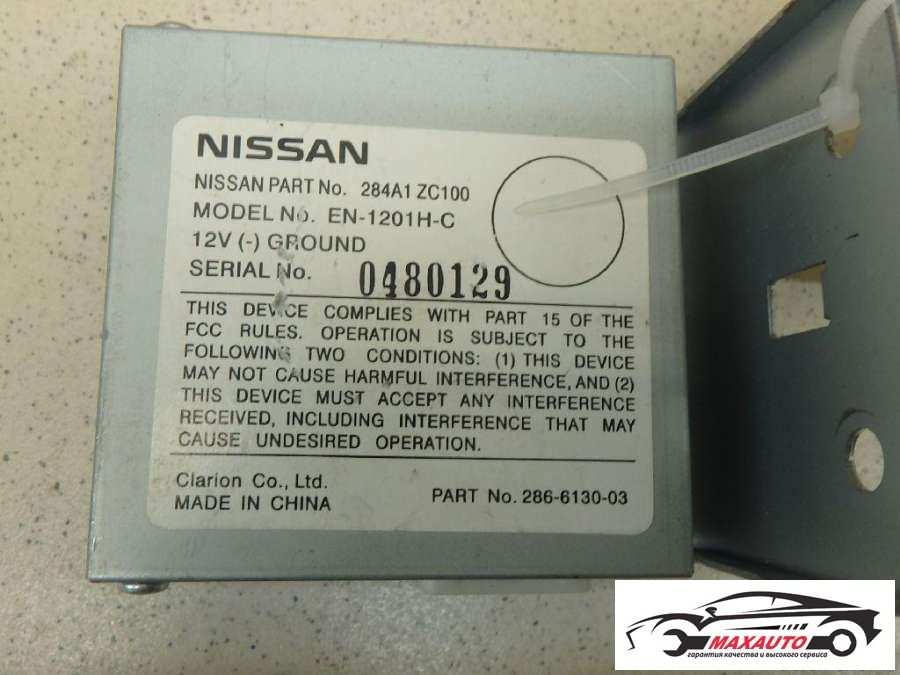 NISSAN
NISSAN PART No. 284A1 ZC100
MODEL No. EN-1201H-C
12V (-) GROUND
SERIAL No. 0480129
THIS DEVICE COMPLIES WITH PART 15 OF THE
FCC RULES. OPERATION IS SUBJECT TO THE
FOLLOWING TWO CONDITIONS: (1) THIS DEVICE
MAY NOT CAUSE HARMFUL INTERFERENCE, AND (2)
THIS DEVICE MUST ACCEPT ANY INTERFERENCE
RECEIVED, INCLUDING INTERFERENCE THAT MAY
CAUSE UNDESIRED OPERATION.
Clarion Co., Ltd.
MADE IN CHINA
PART No. 286-6130-03
MAXAUTO
гарантия качества и высокого сервиса